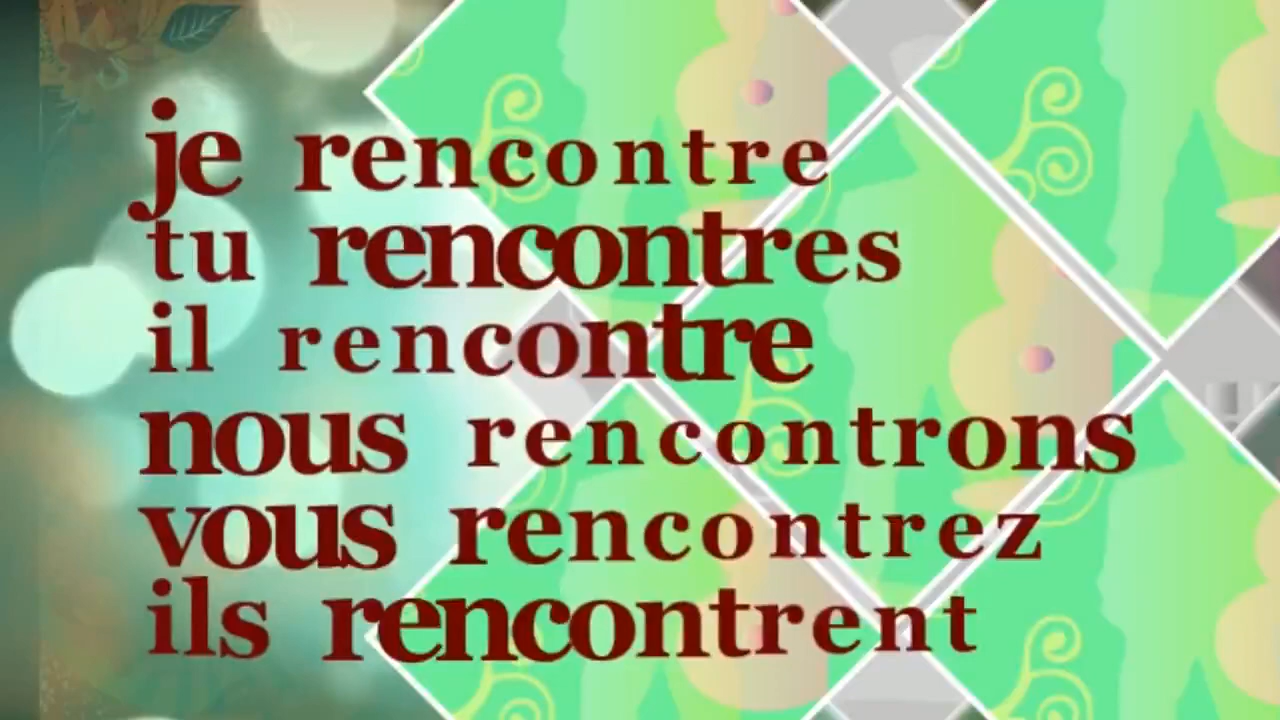 je rencontre
tu rencontres
il rencontre
nous rencontrons
vous rencontrez
ils rencontrent